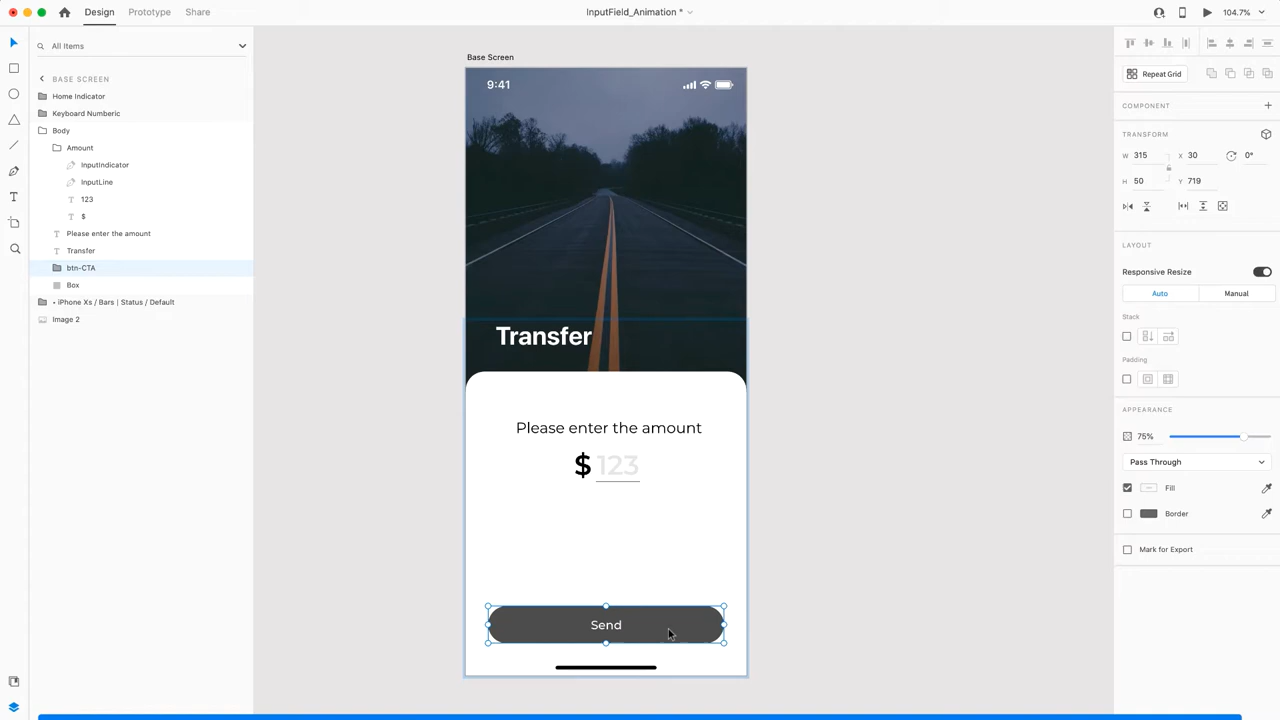 Design Prototype Share
InputField_Animation *
104.7%
All Items
BASE SCREEN
Home Indicator
Keyboard Numberic
Body
Amount
InputIndicator
InputLine
T 123
T $
T Please enter the amount
T Transfer
btn-CTA
Box
• iPhone Xs / Bars | Status / Default
Image 2
Base Screen
9:41
Transfer
Please enter the amount
$ 123
Send
Repeat Grid
COMPONENT
TRANSFORM
W 315 X 30 0°
H 50 Y 719
LAYOUT
Responsive Resize
Auto Manual
Stack
Padding
APPEARANCE
75%
Pass Through
Fill
Border
Mark for Export